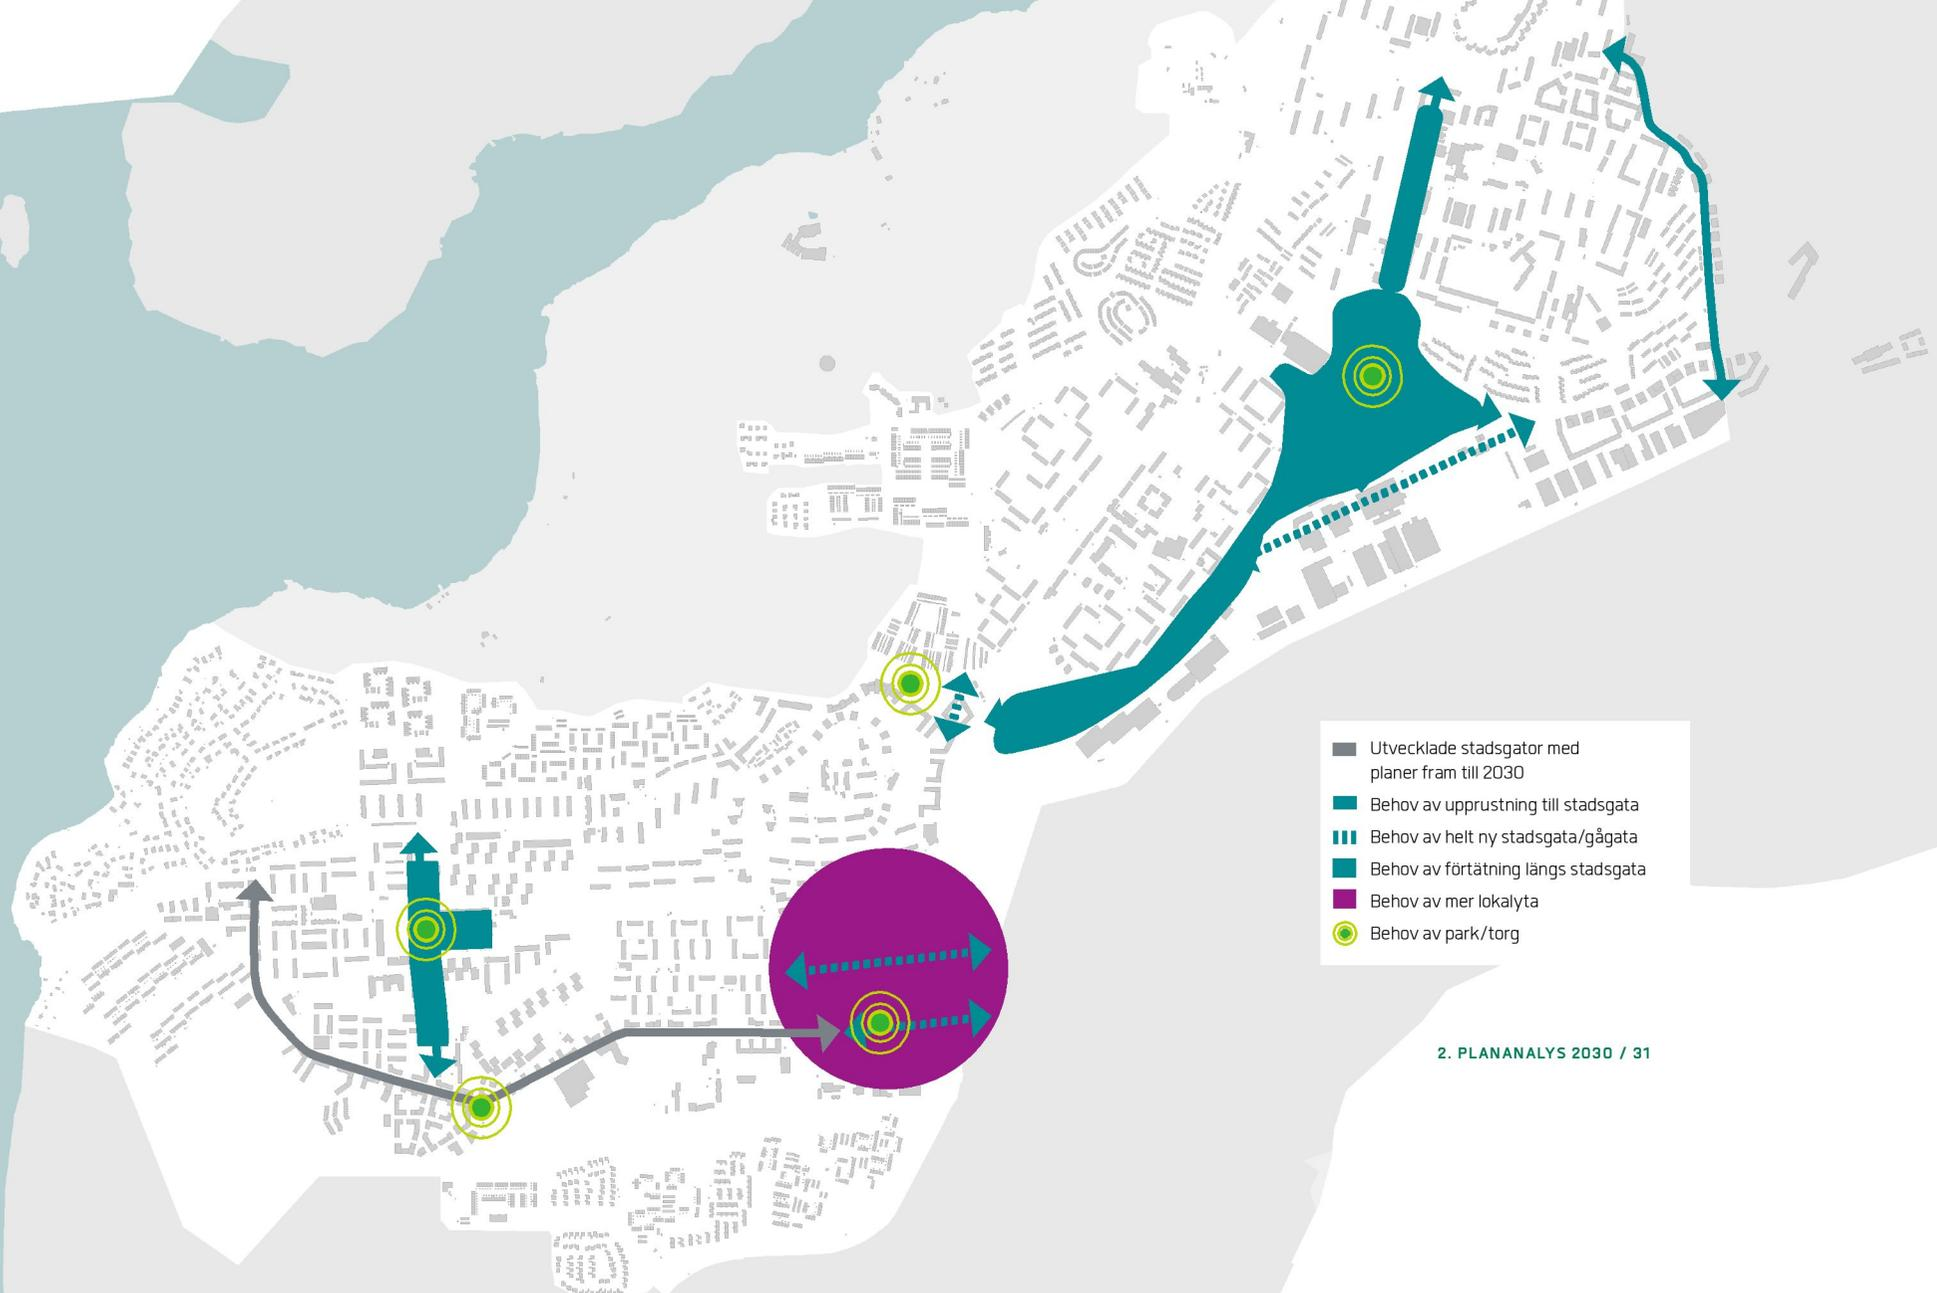 Utvecklade stadsgator med
planer fram till 2030
Behov av upprustning till stadsgata
Behov av helt ny stadsgata/gågata
Behov av förtätning längs stadsgata
Behov av mer lokalyta
Behov av park/torg
2. PLANANALYS 2030 / 31